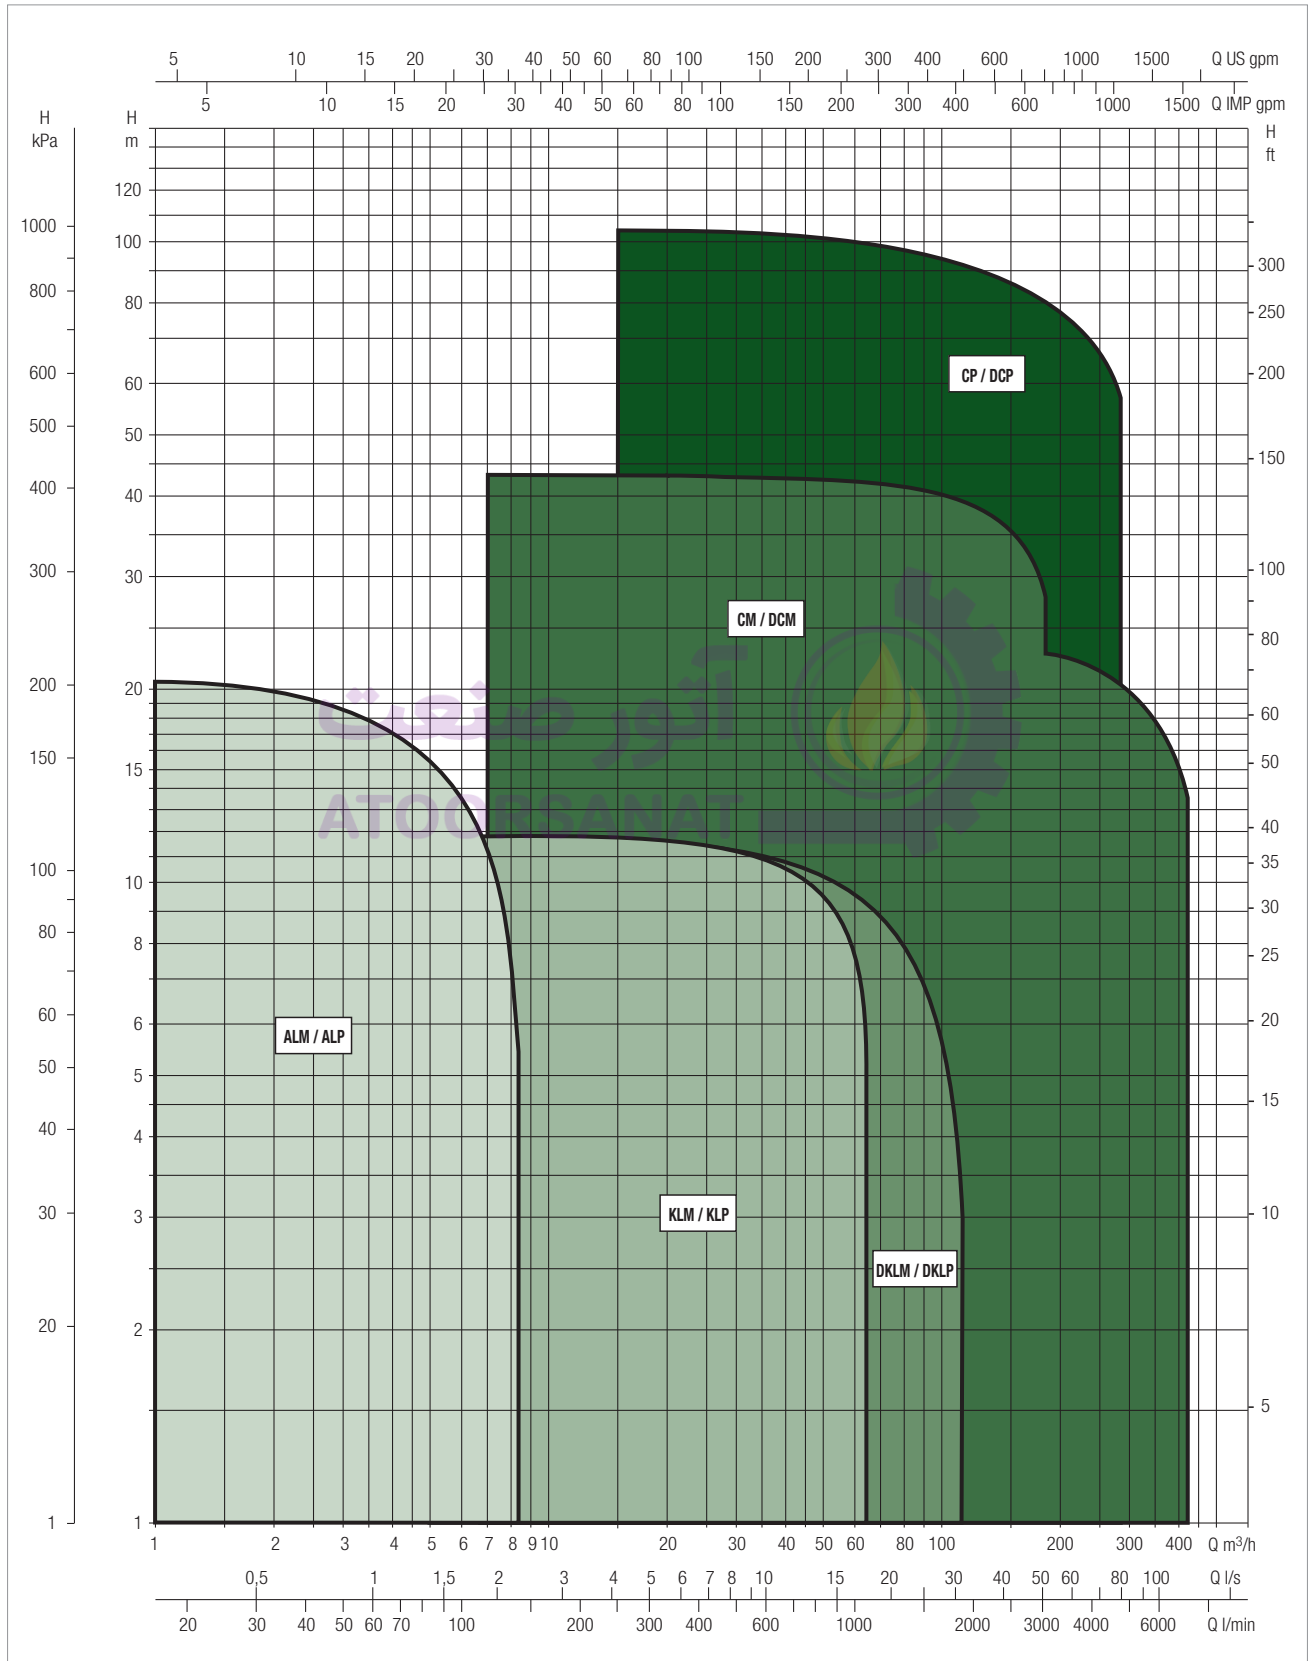 5 10 15 20 30 40 50 60 80 100 150 200 300 400 600 1000 1500 Q US gpm
5 10 15 20 30 40 50 60 80 100 150 200 300 400 600 1000 1500 Q IMP gpm
H
kPa
H
m
H
ft
120
1000
100
300
800
80
250
600
60
200
CP / DCP
500
50
150
400
40
300
30
100
CM / DCM
80
آتور صنعت
200
20
60
150
15
50
ATOORSANAT
40
100
10
35
30
80
8
25
60
6
20
ALM / ALP
50
5
15
40
4
30
3
10
KLM / KLP
DKLM / DKLP
20
2
5
1
1
1 2 3 4 5 6 7 8 9 10 20 30 40 50 60 80 100 200 300 400 Q m³/h
0,5 1 1,5 2 3 4 5 6 7 8 10 15 20 30 40 50 60 80 100 Q l/s
20 30 40 50 60 70 100 200 300 400 600 1000 2000 3000 4000 6000 Q l/min